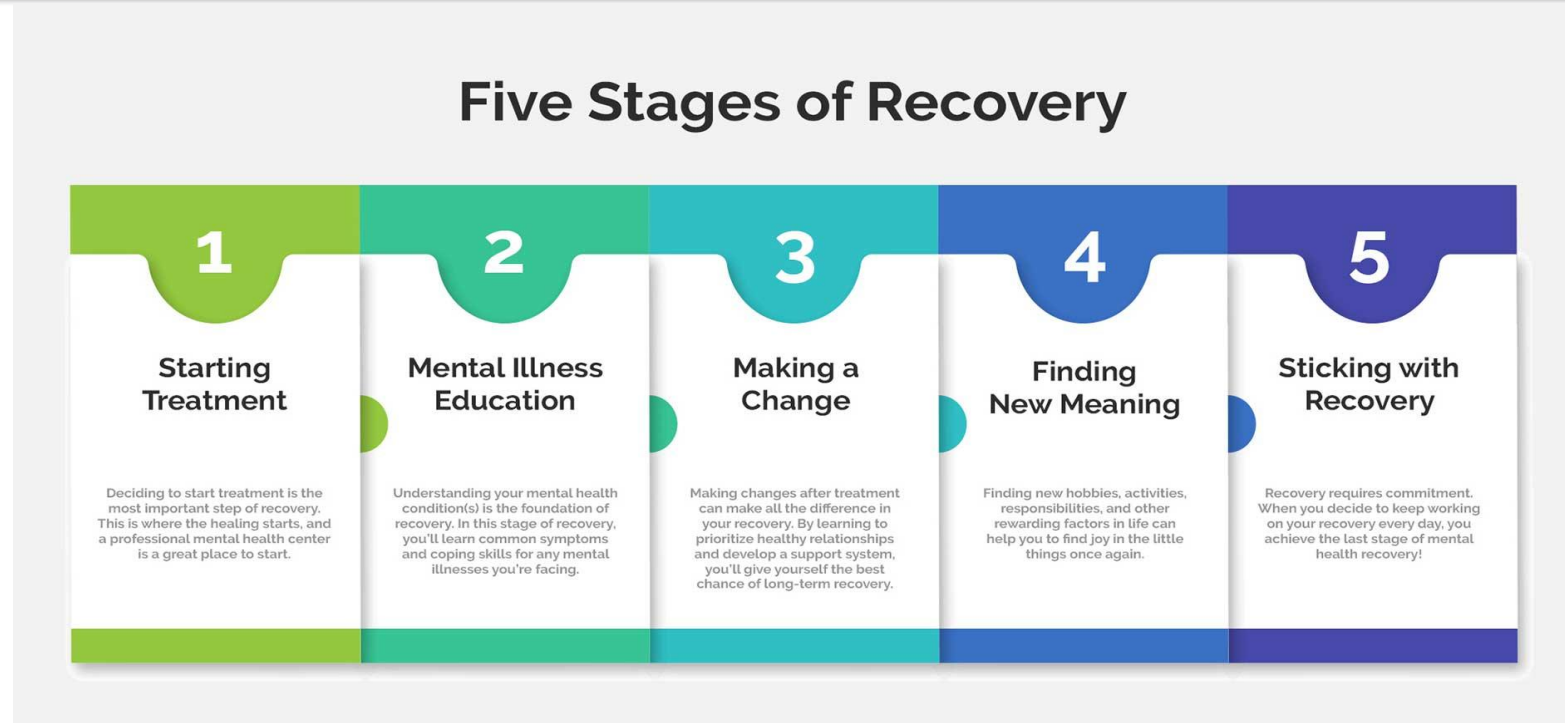 Five Stages of Recovery
1
Starting
Treatment
Deciding to start treatment is the
most important step of recovery.
This is where the healing starts, and
a professional mental health center
is a great place to start.
2
Mental Illness
Education
Understanding your mental health
condition(s) is the foundation of
recovery. In this stage of recovery,
you'll learn common symptoms
and coping skills for any mental
illnesses you're facing.
3
Making a
Change
Making changes after treatment
can make all the difference in
your recovery. By learning to
prioritize healthy relationships
and develop a support system,
you'll give yourself the best
chance of long-term recovery.
4
Finding
New Meaning
Finding new hobbies, activities,
responsibilities, and other
rewarding factors in life can
help you to find joy in the little
things once again.
5
Sticking with
Recovery
Recovery requires commitment.
When you decide to keep working
on your recovery every day, you
achieve the last stage of mental
health recovery!